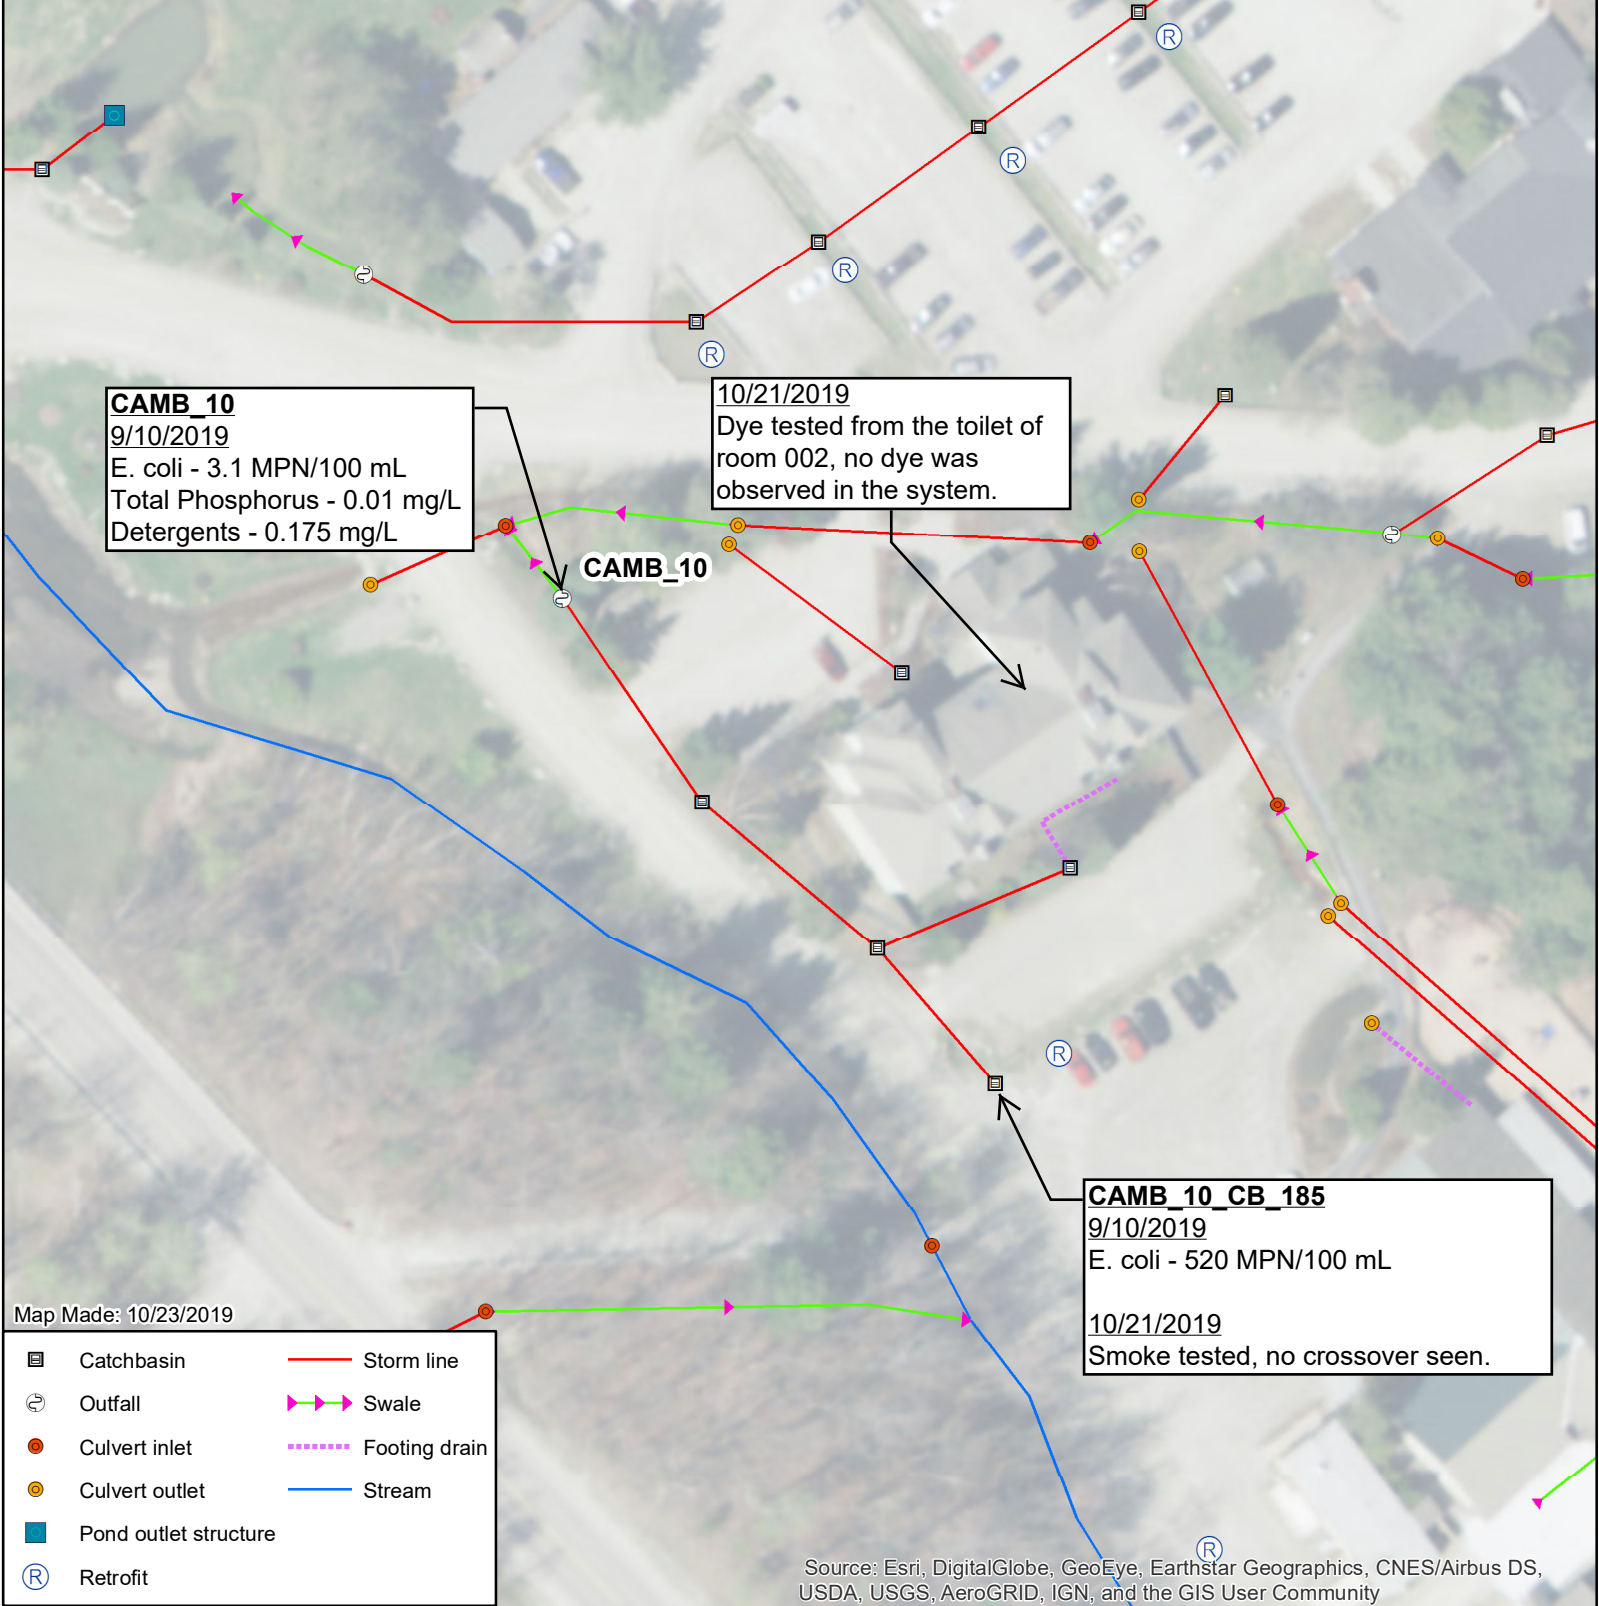 R
R
R
R
CAMB_10
9/10/2019
E. coli - 3.1 MPN/100 mL
Total Phosphorus - 0.01 mg/L
Detergents - 0.175 mg/L
10/21/2019
Dye tested from the toilet of
room 002, no dye was
observed in the system.
CAMB_10
R
CAMB_10_CB_185
9/10/2019
E. coli - 520 MPN/100 mL
10/21/2019
Smoke tested, no crossover seen.
Map Made: 10/23/2019
Catchbasin
Storm line
Outfall
Swale
Culvert inlet
Footing drain
Culvert outlet
Stream
Pond outlet structure
R
Retrofit
R
Source: Esri, DigitalGlobe, GeoEye, Earthstar Geographics, CNES/Airbus DS,
USDA, USGS, AeroGRID, IGN, and the GIS User Community